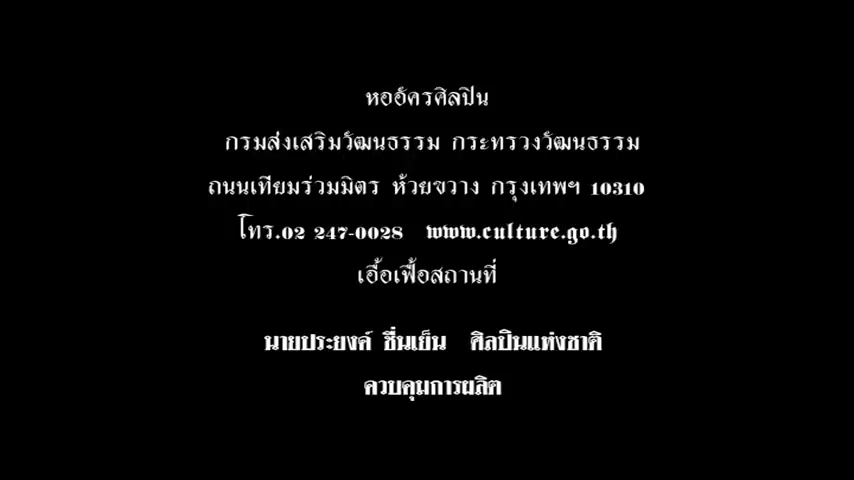 หออัครศิลปิน
กรมส่งเสริมวัฒนธรรม กระทรวงวัฒนธรรม
ถนนเทียมร่วมมิตร ห้วยขวาง กรุงเทพฯ 10310
โทร.02 247-0028 www.culture.go.th
เอื้อเฟื้อสถานที่
นายประยงค์ ชื่นเย็น ศิลปินแห่งชาติ
ควบคุมการผลิต